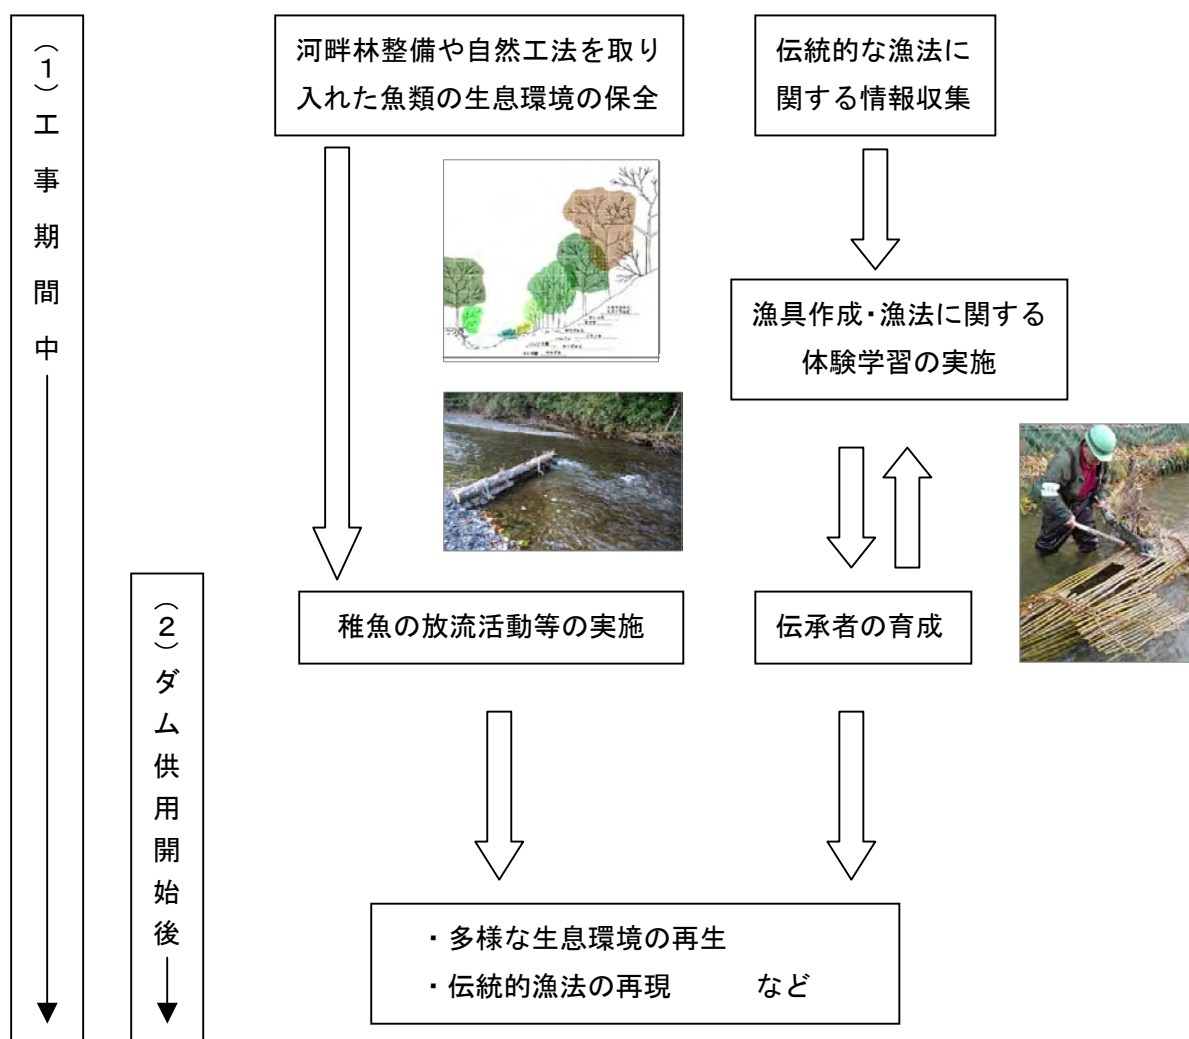 （１）工事期間中
河畔林整備や自然工法を取り
入れた魚類の生息環境の保全
伝統的な漁法に
関する情報収集
漁具作成・漁法に関する
体験学習の実施
（２）ダム供用開始後
稚魚の放流活動等の実施
伝承者の育成
・多様な生息環境の再生
・伝統的漁法の再現　　　など